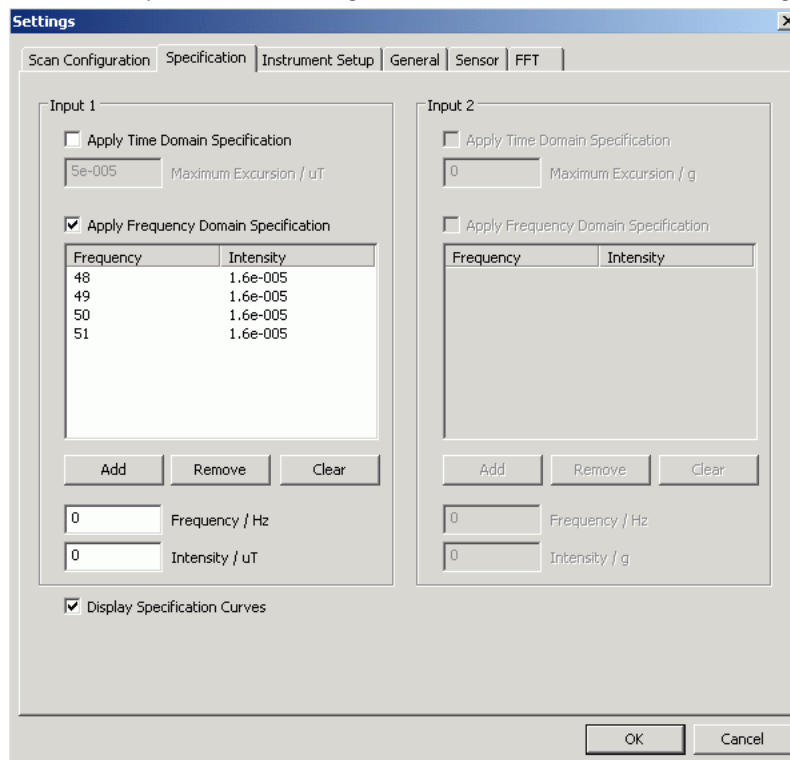 Settings
Scan Configuration Specification Instrument Setup General Sensor FFT
Input 1
Apply Time Domain Specification
5e-005 Maximum Excursion / uT
Apply Frequency Domain Specification
Frequency Intensity
48 1.6e-005
49 1.6e-005
50 1.6e-005
51 1.6e-005
Add Remove Clear
0 Frequency / Hz
0 Intensity / uT
Input 2
Apply Time Domain Specification
0 Maximum Excursion / g
Apply Frequency Domain Specification
Frequency Intensity
Add Remove Clear
0 Frequency / Hz
0 Intensity / g
Display Specification Curves
OK Cancel